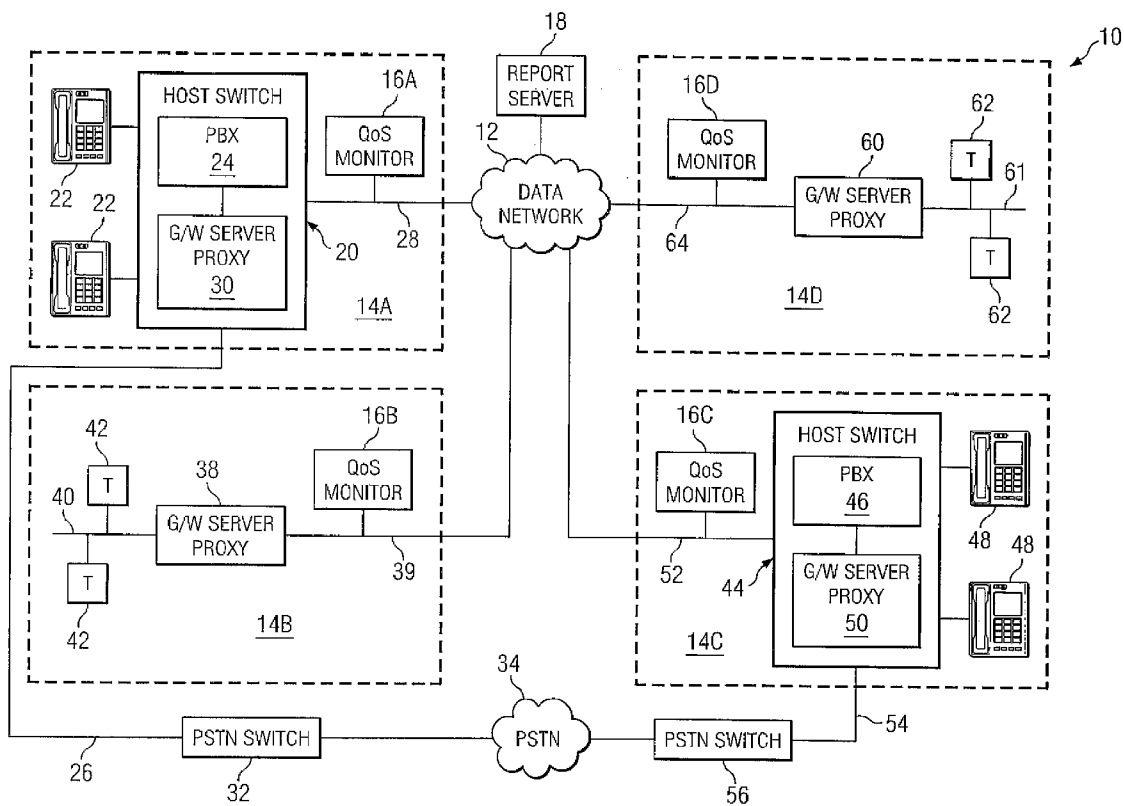 10
18
REPORT
SERVER
12
DATA
NETWORK
HOST SWITCH
PBX
24
G/W SERVER
PROXY
30
20
22
22
16A
QoS
MONITOR
28
14A
16D
QoS
MONITOR
64
60
G/W SERVER
PROXY
62
T
61
T
62
14D
42
T
40
T
42
38
G/W SERVER
PROXY
16B
QoS
MONITOR
39
14B
16C
QoS
MONITOR
52
HOST SWITCH
PBX
46
G/W SERVER
PROXY
50
44
48
48
14C
54
26
PSTN SWITCH
32
34
PSTN
PSTN SWITCH
56